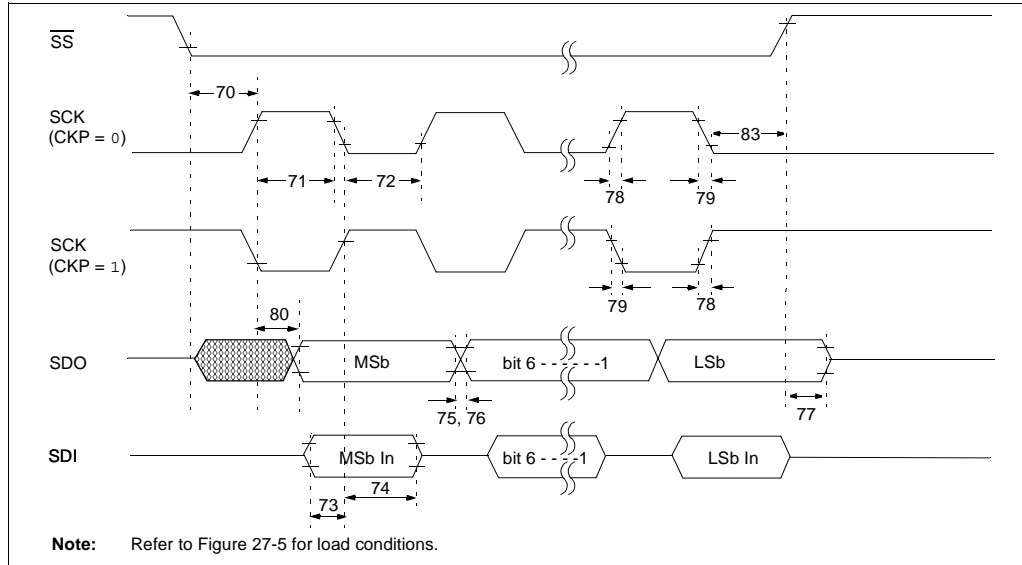 SS
70
SCK
(CKP = 0)
83
71
72
78
79
SCK
(CKP = 1)
79
78
80
SDO
MSb
bit 6 - - - - - -1
LSb
75, 76
77
SDI
MSb In
bit 6 - - - -1
LSb In
74
73
Note: Refer to Figure 27-5 for load conditions.